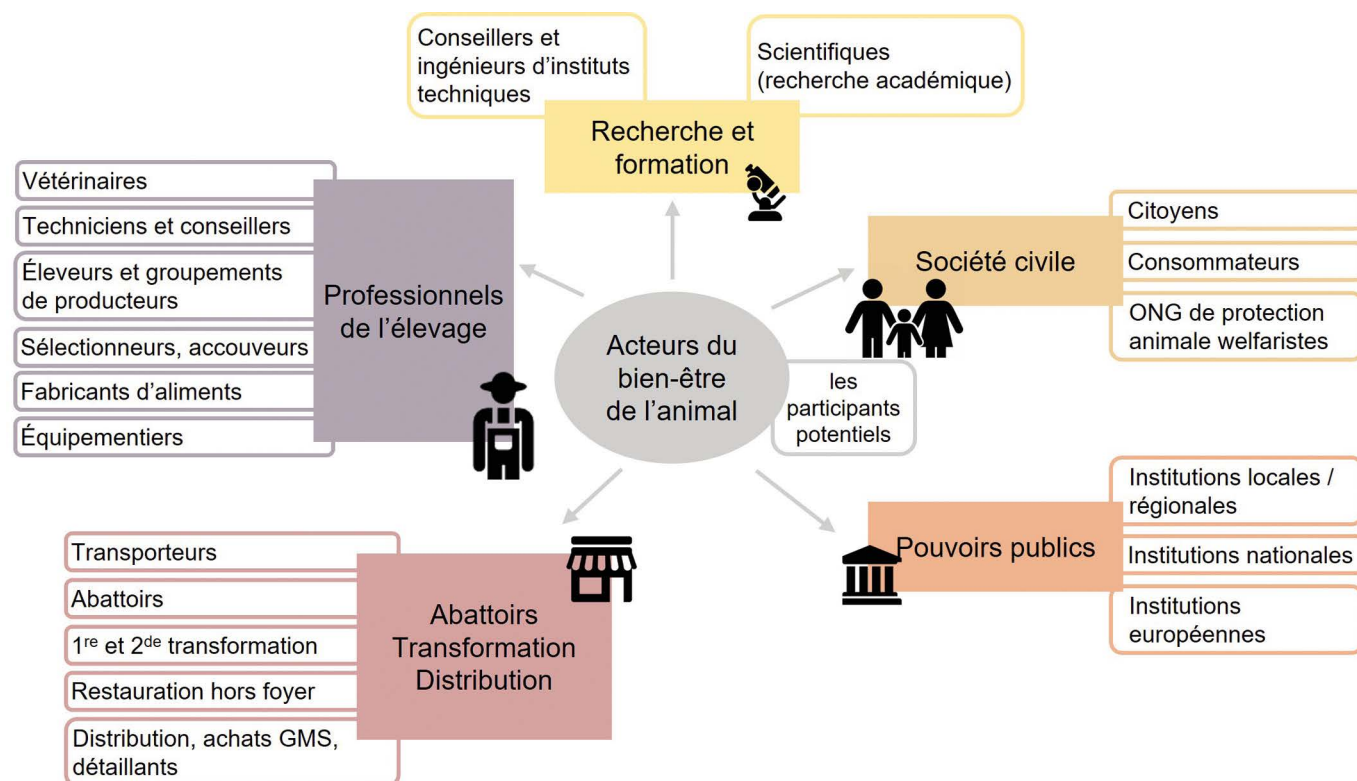 Conseillers et
ingénieurs d’instituts
techniques
Scientifiques
(recherche académique)
Recherche et
formation
Vétérinaires
Techniciens et conseillers
Éleveurs et groupements
de producteurs
Sélectionneurs, accouveurs
Fabricants d’aliments
Équipementiers
Professionnels
de l’élevage
Société civile
Citoyens
Consommateurs
ONG de protection
animale welfaristes
Acteurs du
bien-être
de l’animal
les
participants
potentiels
Pouvoirs publics
Institutions locales /
régionales
Institutions nationales
Institutions
européennes
Transporteurs
Abattoirs
1re et 2de transformation
Restauration hors foyer
Distribution, achats GMS,
détaillants
Abattoirs
Transformation
Distribution